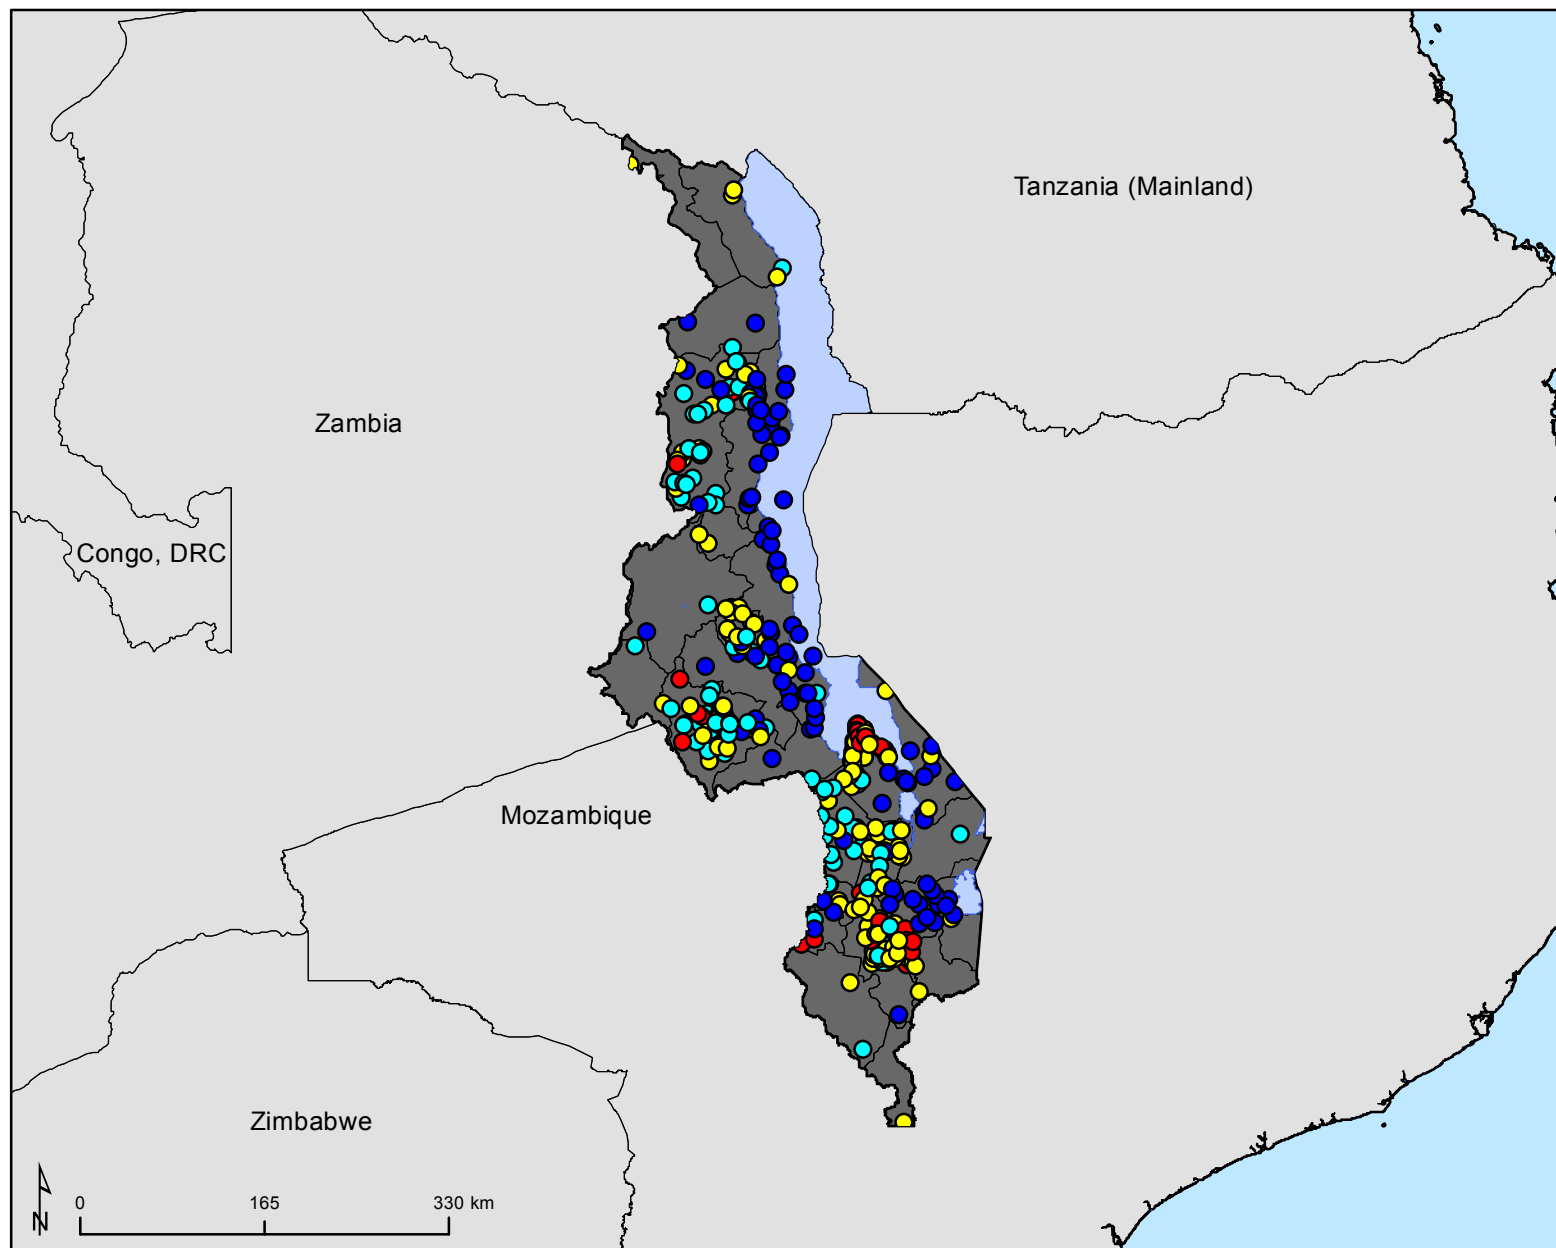 Tanzania (Mainland)
Zambia
Congo, DRC
Mozambique
Zimbabwe
N
0 165 330 km